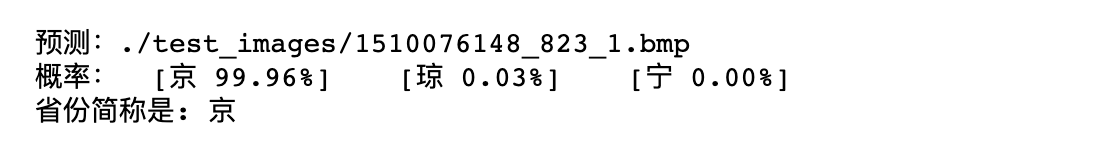 预测: ./test_images/1510076148_823_1.bmp
概率:  [京 99.96%]    [琼 0.03%]    [宁 0.00%]
省份简称是: 京